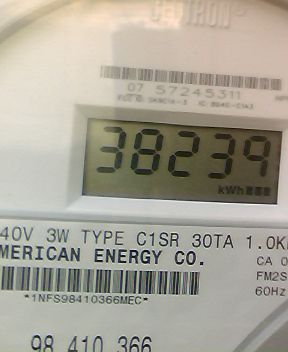 07 57245311
38239
kWh
40V 3W TYPE C1SR 30TA 1.0K
MERICAN ENERGY CO.
CA 0
FM2S
60Hz
*1NFS98410366MEC*
98 410 366